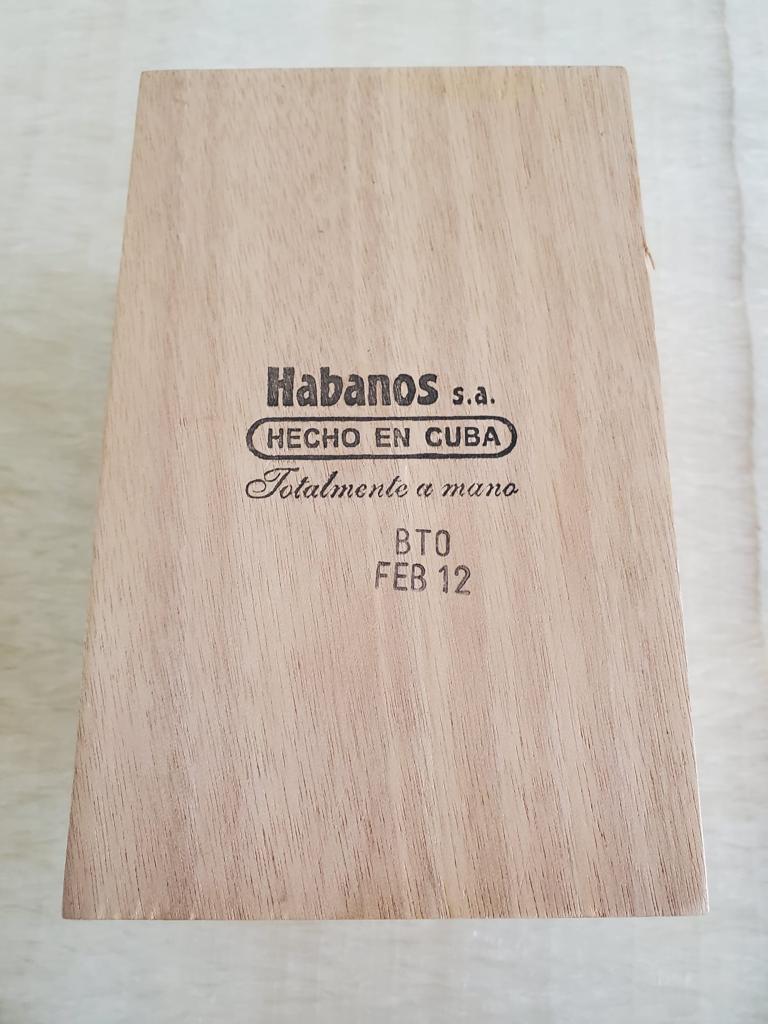 Habanos s.a.
HECHO EN CUBA
Totalmente a mano
BTO
FEB 12